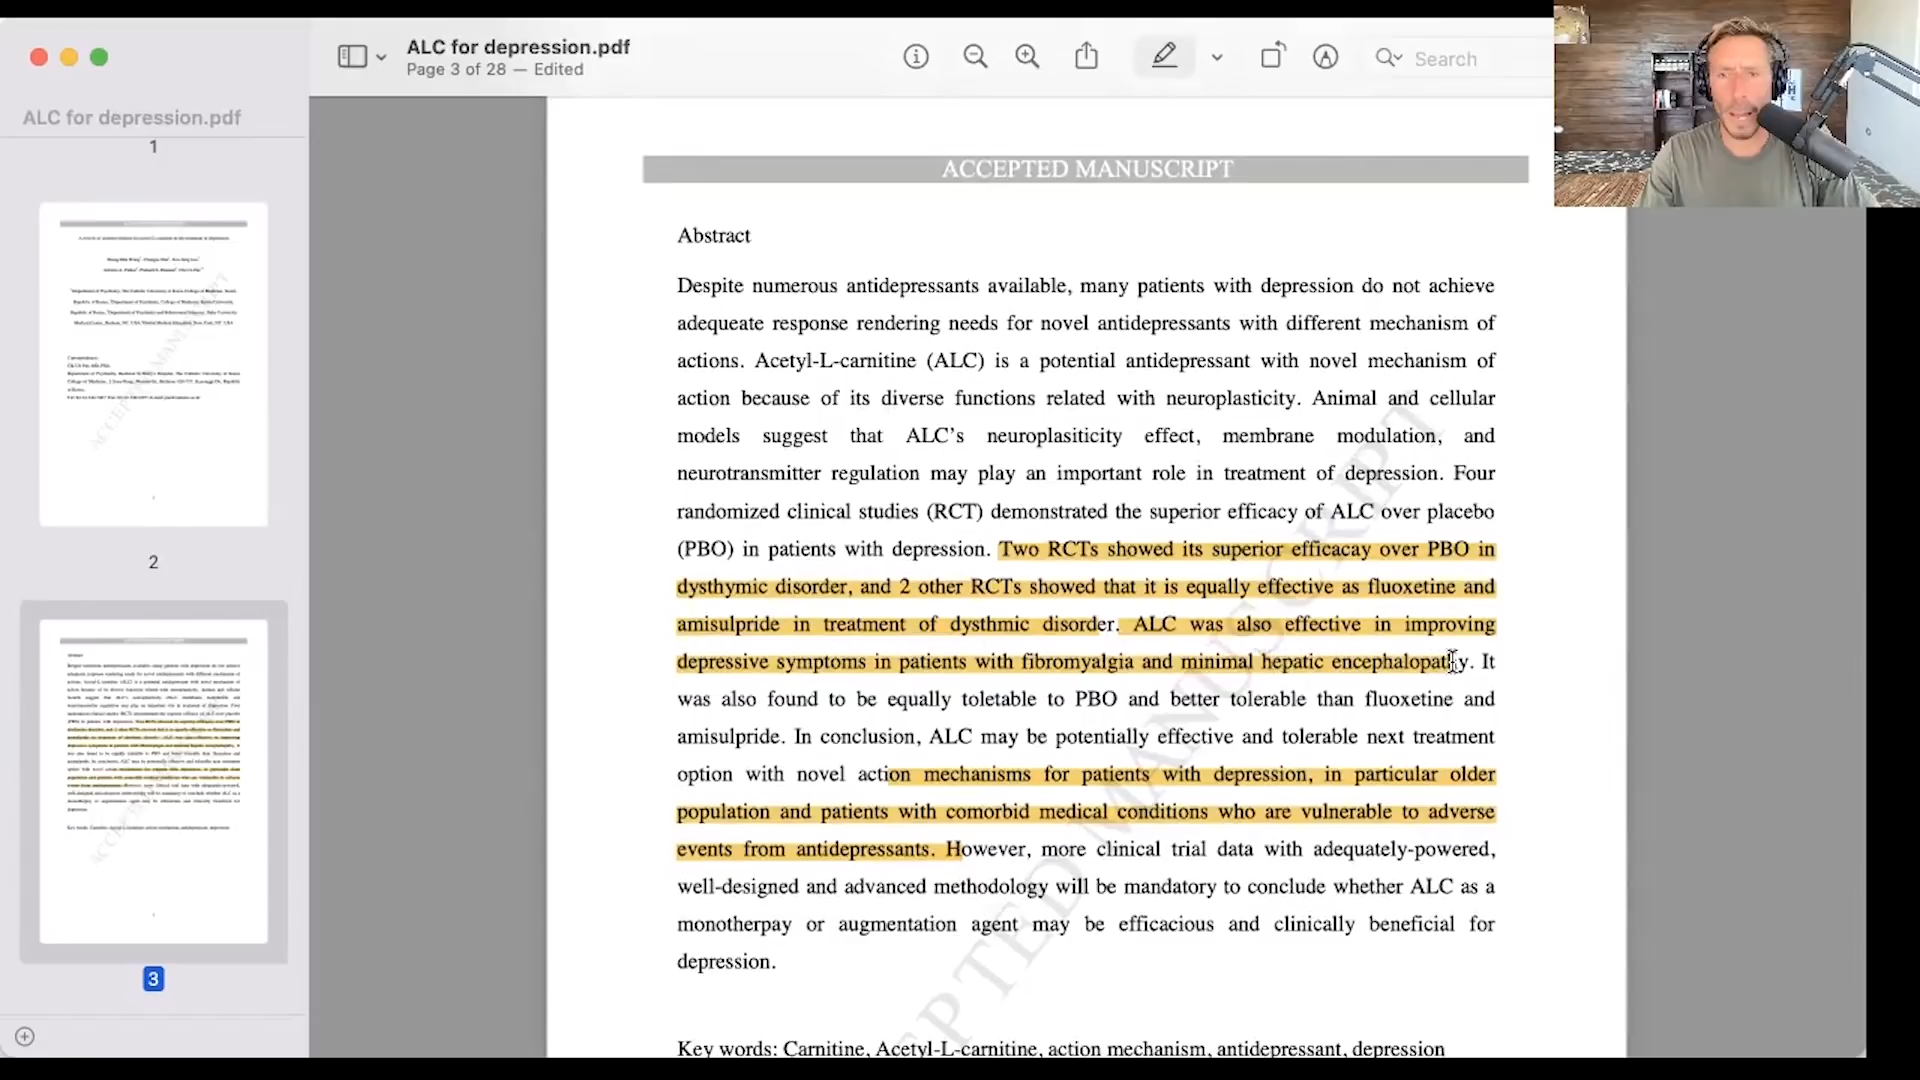 ALC for depression.pdf
Page 3 of 28 — Edited
Search
ALC for depression.pdf
1
2
3
ACCEPTED MANUSCRIPT
Abstract
Despite numerous antidepressants available, many patients with depression do not achieve
adequeate response rendering needs for novel antidepressants with different mechanism of
actions. Acetyl-L-carnitine (ALC) is a potential antidepressant with novel mechanism of
action because of its diverse functions related with neuroplasticity. Animal and cellular
models suggest that ALC's neuroplasiticity effect, membrane modulation, and
neurotransmitter regulation may play an important role in treatment of depression. Four
randomized clinical studies (RCT) demonstrated the superior efficacy of ALC over placebo
(PBO) in patients with depression. Two RCTs showed its superior efficacay over PBO in
dysthymic disorder, and 2 other RCTs showed that it is equally effective as fluoxetine and
amisulpride in treatment of dysthmic disorder. ALC was also effective in improving
depressive symptoms in patients with fibromyalgia and minimal hepatic encephalopathy. It
was also found to be equally toletable to PBO and better tolerable than fluoxetine and
amisulpride. In conclusion, ALC may be potentially effective and tolerable next treatment
option with novel action mechanisms for patients with depression, in particular older
population and patients with comorbid medical conditions who are vulnerable to adverse
events from antidepressants. However, more clinical trial data with adequately-powered,
well-designed and advanced methodology will be mandatory to conclude whether ALC as a
monotherpay or augmentation agent may be efficacious and clinically beneficial for
depression.
Key words: Carnitine, Acetyl-L-carnitine, action mechanism, antidepressant, depression